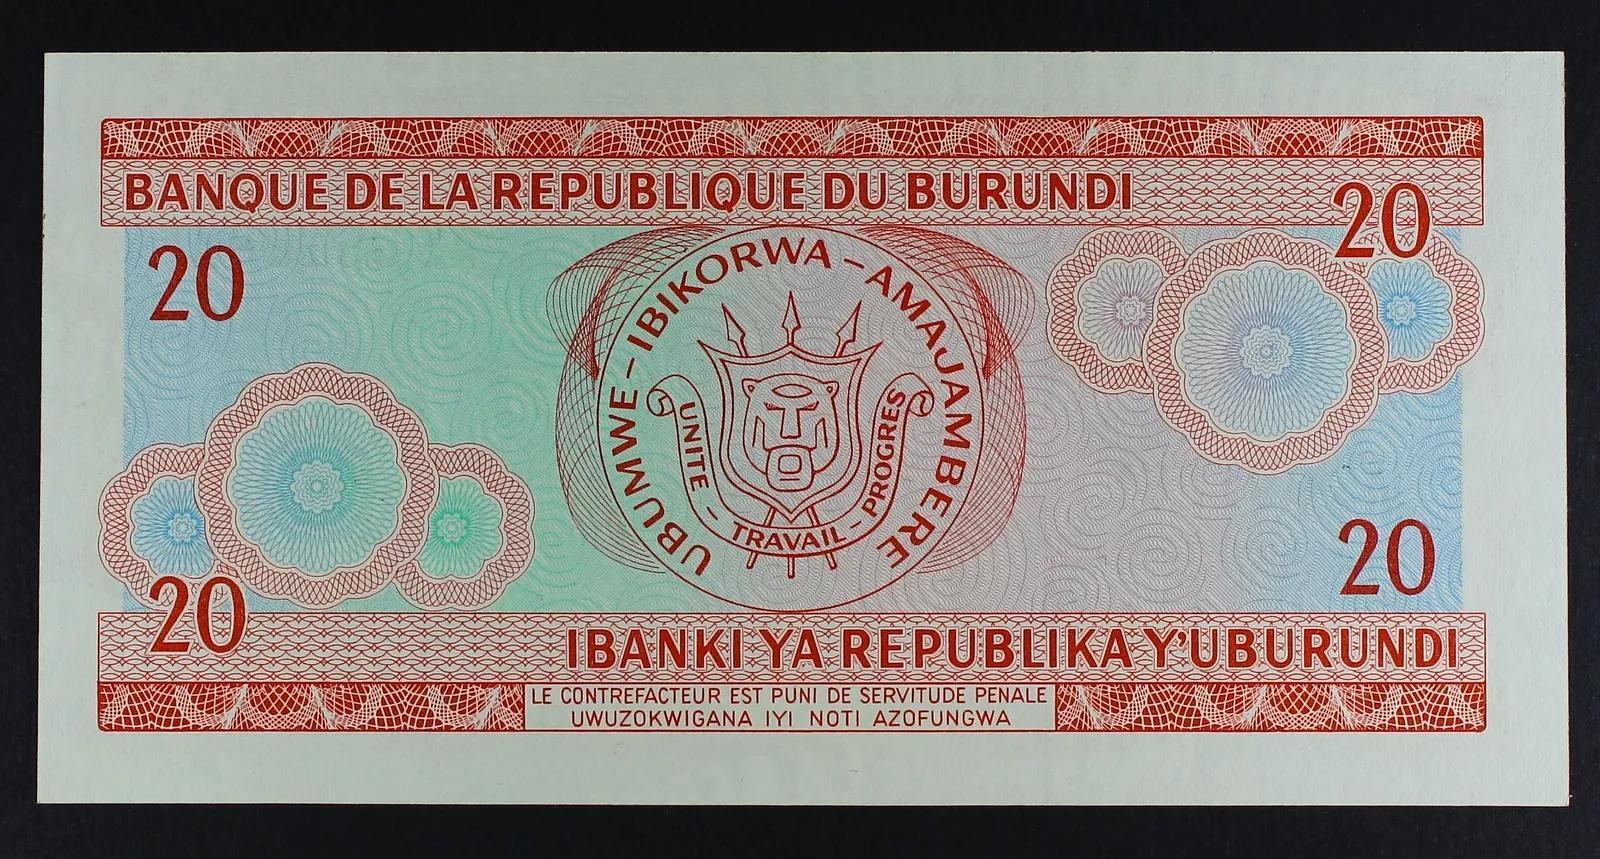 BANQUE DE LA REPUBLIQUE DU BURUNDI
20
20
UBUMWE – IBIKORWA – AMAJAMBERE
UNITE – TRAVAIL – PROGRES
20
20
IBANKI YA REPUBLIKA Y'UBURUNDI
LE CONTREFACTEUR EST PUNI DE SERVITUDE PENALE
UWUZOKWIGANA IYI NOTI AZOFUNGWA